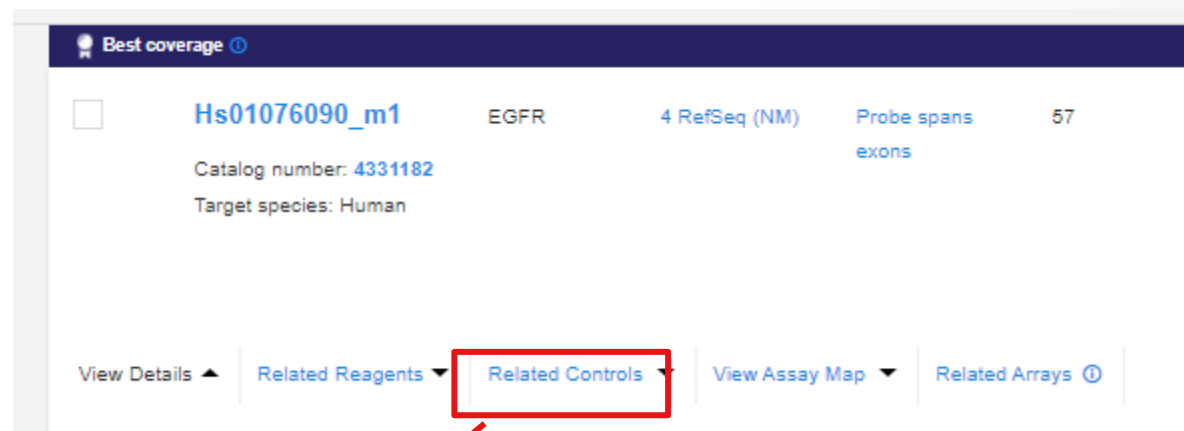 Best coverage
Hs01076090_m1 EGFR 4 RefSeq (NM) Probe spans exons 57
Catalog number: 4331182
Target species: Human
View Details Related Reagents Related Controls View Assay Map Related Arrays